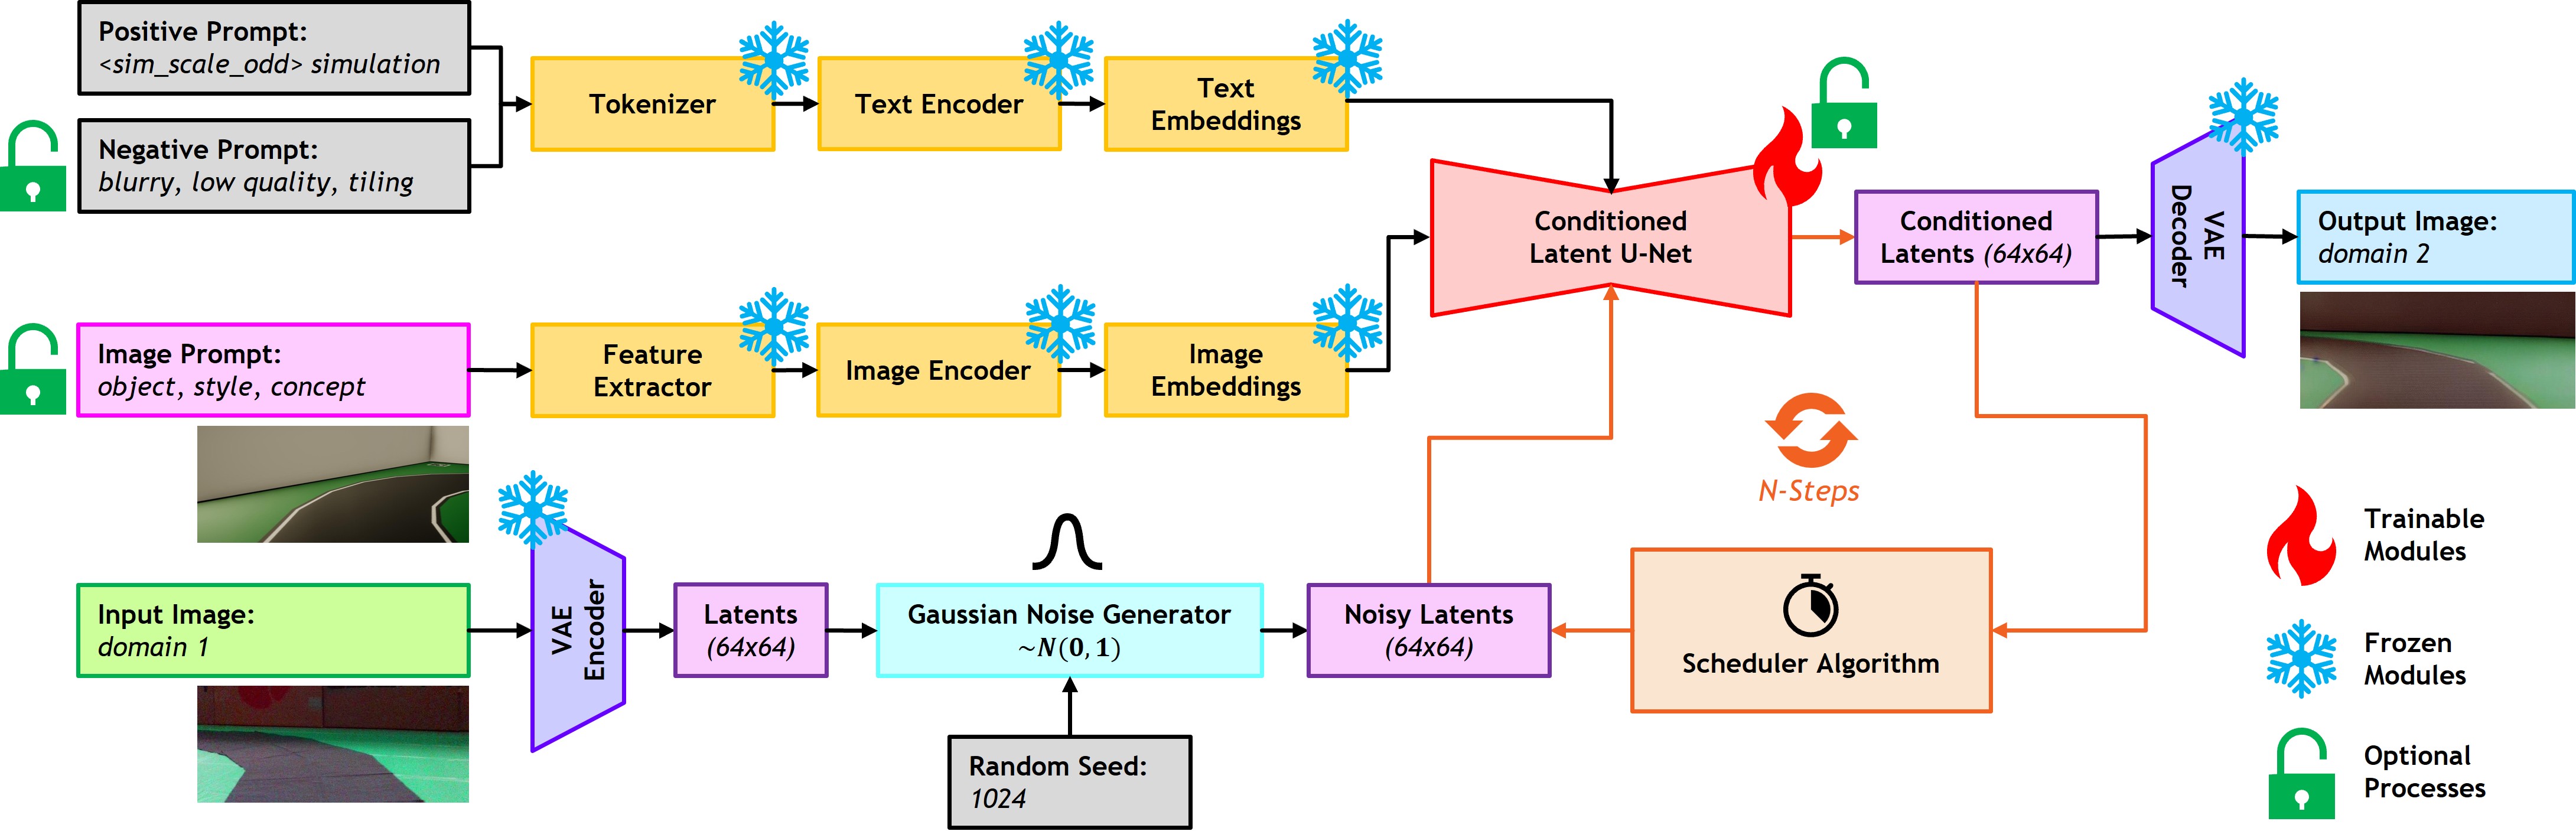 Positive Prompt:
<sim_scale_odd> simulation
Negative Prompt:
blurry, low quality, tiling
Tokenizer
Text Encoder
Text
Embeddings
Image Prompt:
object, style, concept
Feature
Extractor
Image Encoder
Image
Embeddings
Conditioned
Latent U-Net
Conditioned
Latents (64x64)
VAE
Decoder
Output Image:
domain 2
Input Image:
domain 1
VAE
Encoder
Latents
(64x64)
Gaussian Noise Generator
~N(0, 1)
Random Seed:
1024
Noisy Latents
(64x64)
N-Steps
Scheduler Algorithm
Trainable
Modules
Frozen
Modules
Optional
Processes